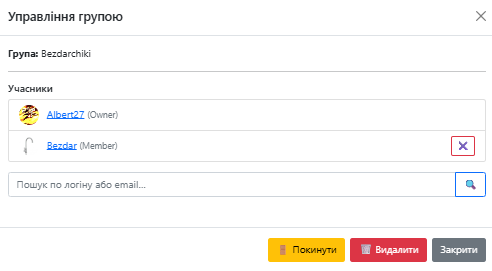 Управління групою
Група: Bezdarchiki
Учасники
Albert27 (Owner)
Bezdar (Member)
Пошук по логіну або email...
Покинути Видалити Закрити